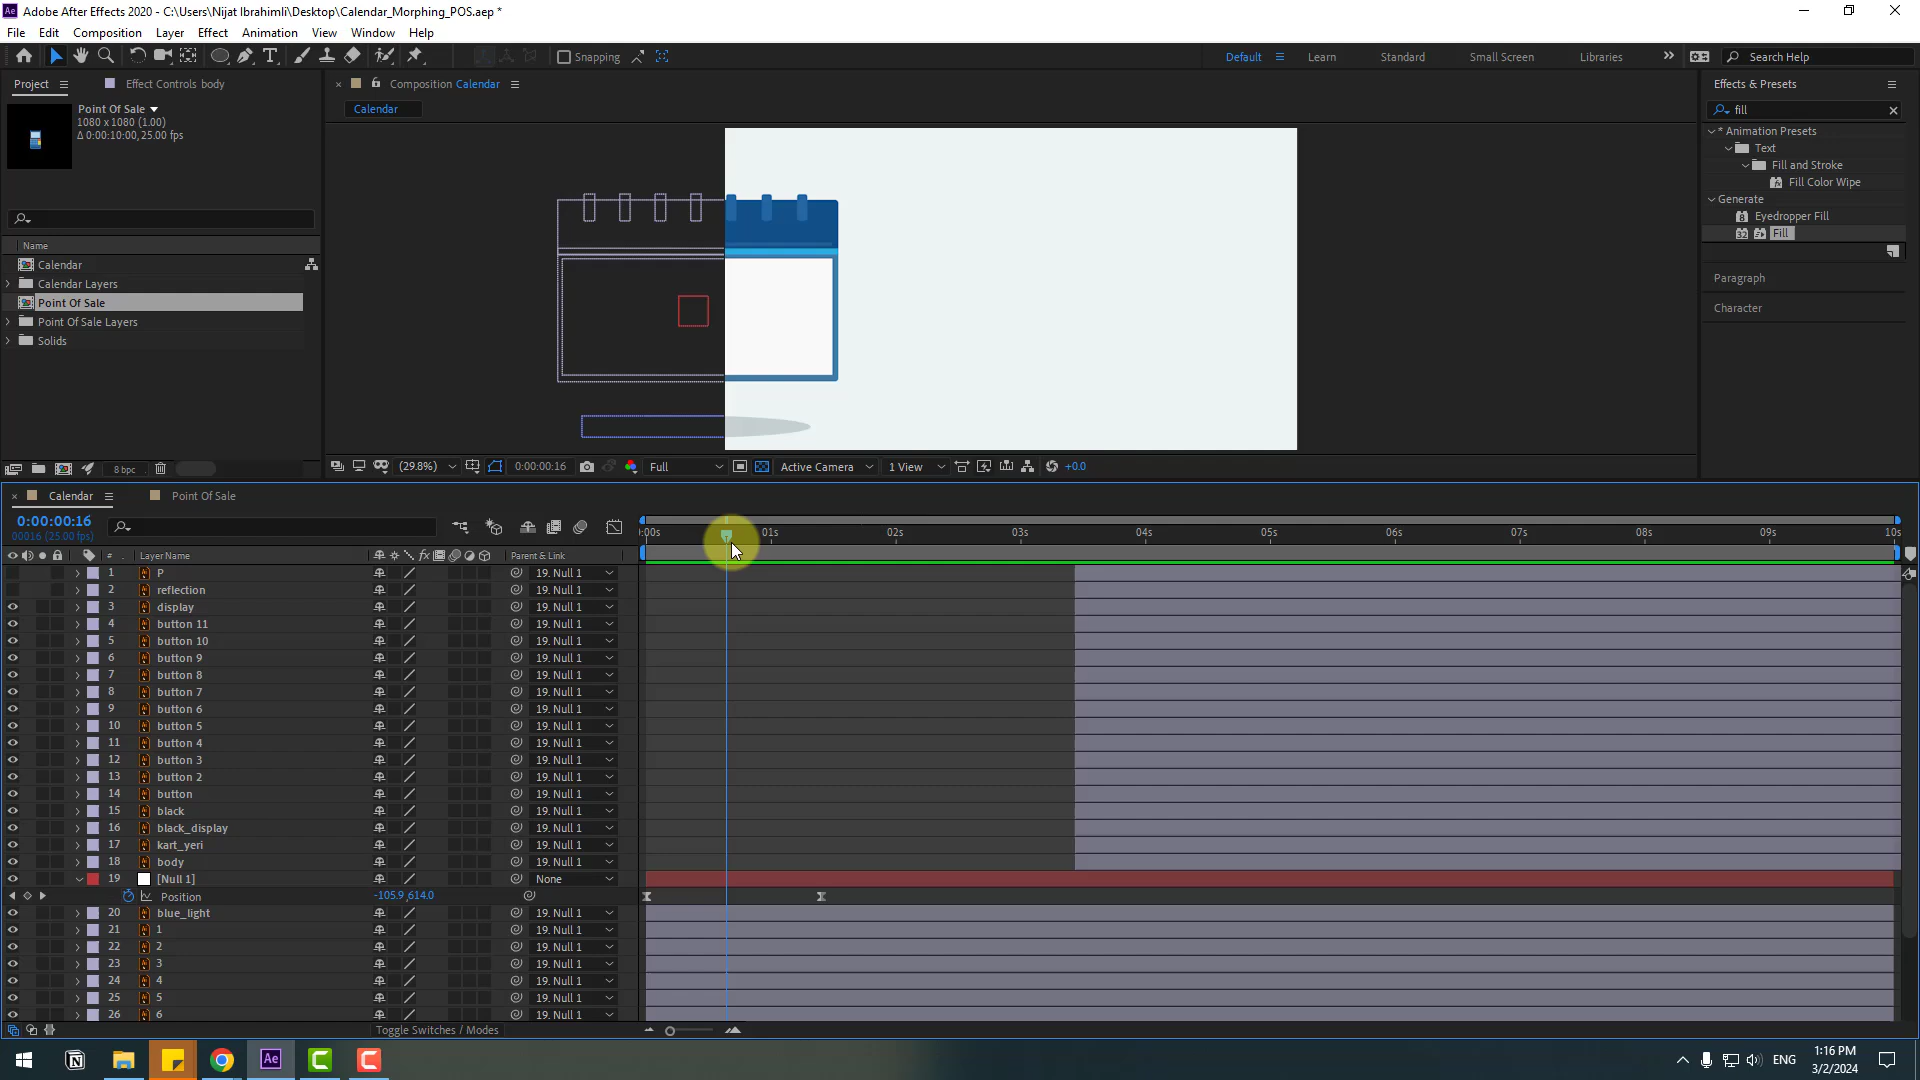 Adobe After Effects 2020 - C:\Users\Nijat Ibrahimli\Desktop\Calendar_Morphing_POS.aep *
File Edit Composition Layer Effect Animation View Window Help
Snapping
Default Learn Standard Small Screen Libraries Search Help
Project Effect Controls body
Composition Calendar
Effects & Presets
Calendar
Point Of Sale
1080 x 1080 (1.00)
Δ 0:00:10:00, 25.00 fps
fill
* Animation Presets
Text
Fill and Stroke
Fill Color Wipe
Generate
Eyedropper Fill
Fill
Paragraph
Character
Name
Calendar
Calendar Layers
Point Of Sale
Point Of Sale Layers
Solids
8 bpc
(29.8%) 0:00:00:16 Full Active Camera 1 View +0.0
Calendar Point Of Sale
0:00:00:16
00016 (25.00 fps)
:00s 01s 02s 03s 04s 05s 06s 07s 08s 09s 10s
# Layer Name Parent & Link
1 P 19. Null 1
2 reflection 19. Null 1
3 display 19. Null 1
4 button 11 19. Null 1
5 button 10 19. Null 1
6 button 9 19. Null 1
7 button 8 19. Null 1
8 button 7 19. Null 1
9 button 6 19. Null 1
10 button 5 19. Null 1
11 button 4 19. Null 1
12 button 3 19. Null 1
13 button 2 19. Null 1
14 button 19. Null 1
15 black 19. Null 1
16 black_display 19. Null 1
17 kart_yeri 19. Null 1
18 body 19. Null 1
19 [Null 1] None
Position -105.9,614.0
20 blue_light 19. Null 1
21 1 19. Null 1
22 2 19. Null 1
23 3 19. Null 1
24 4 19. Null 1
25 5 19. Null 1
26 6 19. Null 1
Toggle Switches / Modes
ENG
1:16 PM
3/2/2024